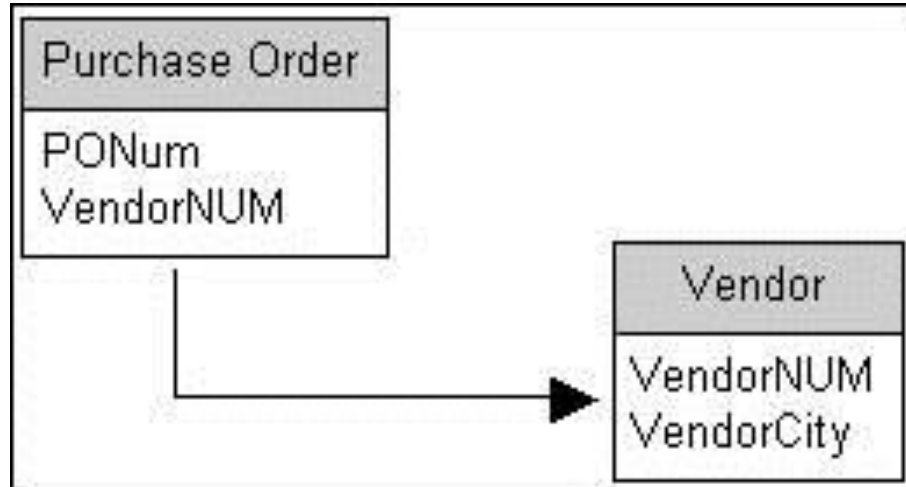 Purchase Order
PONum
VendorNUM
Vendor
VendorNUM
VendorCity